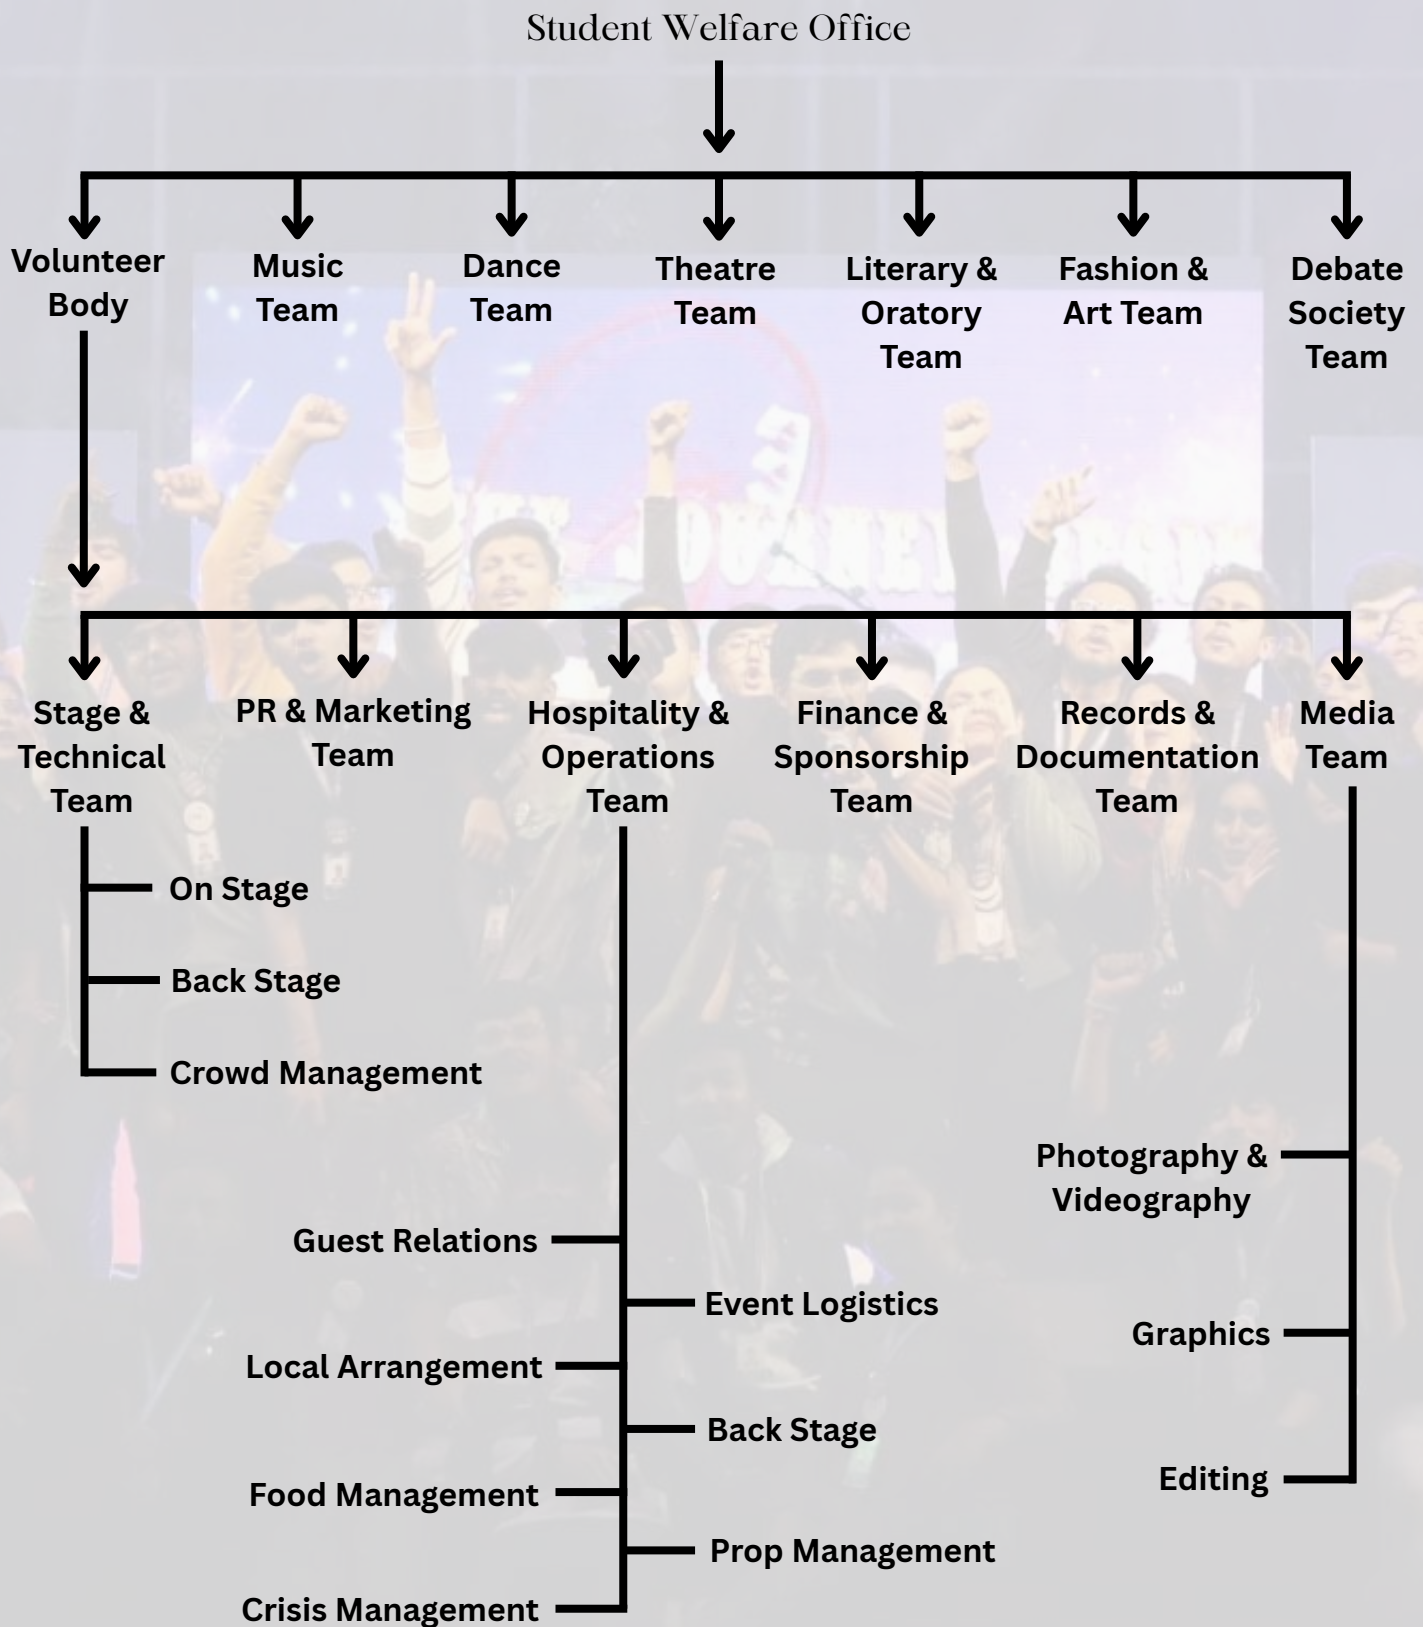 Student Welfare Office
Volunteer
Body
Music
Team
Dance
Team
Theatre
Team
Literary &
Oratory
Team
Fashion &
Art Team
Debate
Society
Team
Stage &
Technical
Team
PR & Marketing
Team
Hospitality &
Operations
Team
Finance &
Sponsorship
Team
Records &
Documentation
Team
Media
Team
On Stage
Back Stage
Crowd Management
Guest Relations
Event Logistics
Local Arrangement
Back Stage
Food Management
Prop Management
Crisis Management
Photography &
Videography
Graphics
Editing